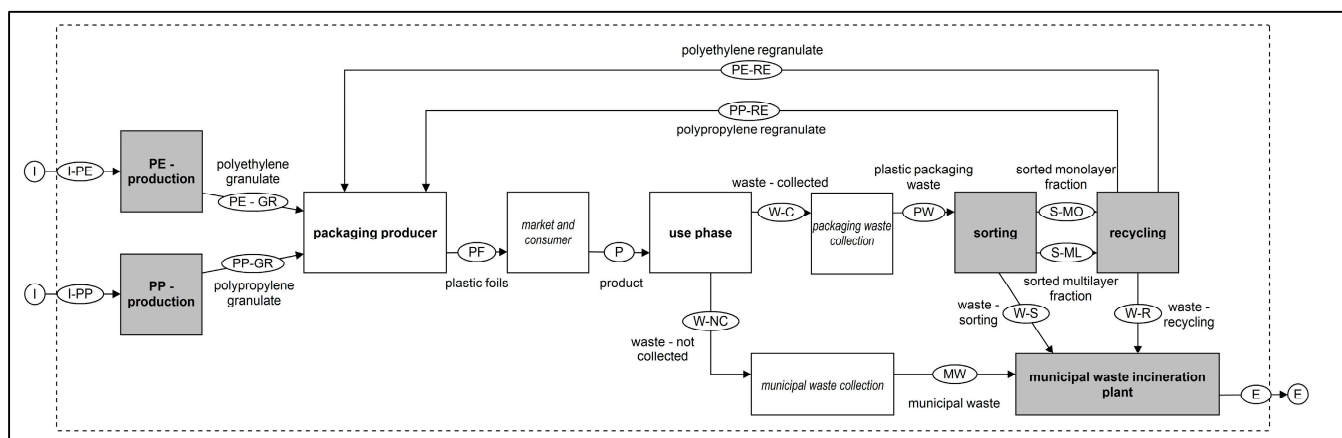 polyethylene regranulate
PE-RE
PP-RE
polypropylene regranulate
I
I-PE
PE -
production
polyethylene
granulate
PE - GR
I
I-PP
PP -
production
PP-GR
polypropylene
granulate
packaging producer
PF
plastic foils
market and
consumer
P
product
use phase
waste - collected
W-C
packaging waste
collection
plastic packaging
waste
PW
sorting
sorted monolayer
fraction
S-MO
S-ML
sorted multilayer
fraction
recycling
W-NC
waste - not
collected
waste -
sorting
W-S
W-R
waste -
recycling
municipal waste collection
MW
municipal waste
municipal waste incineration
plant
E
E